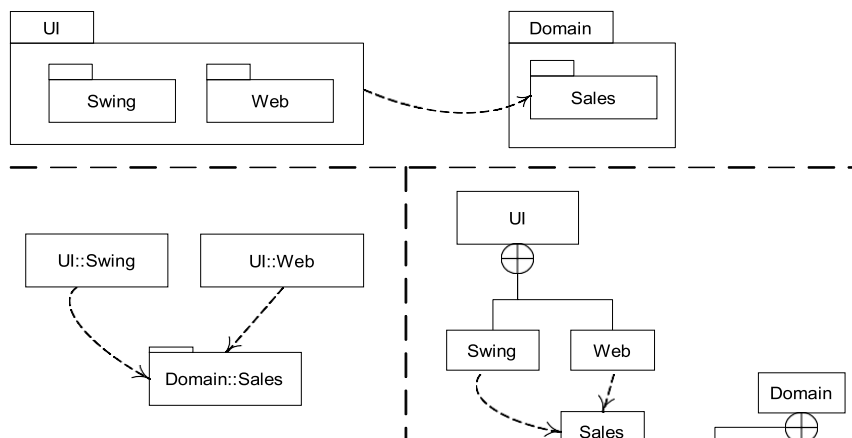 UI
Domain
Swing
Web
Sales
UI::Swing
UI::Web
Domain::Sales
UI
Swing
Web
Domain
Sales